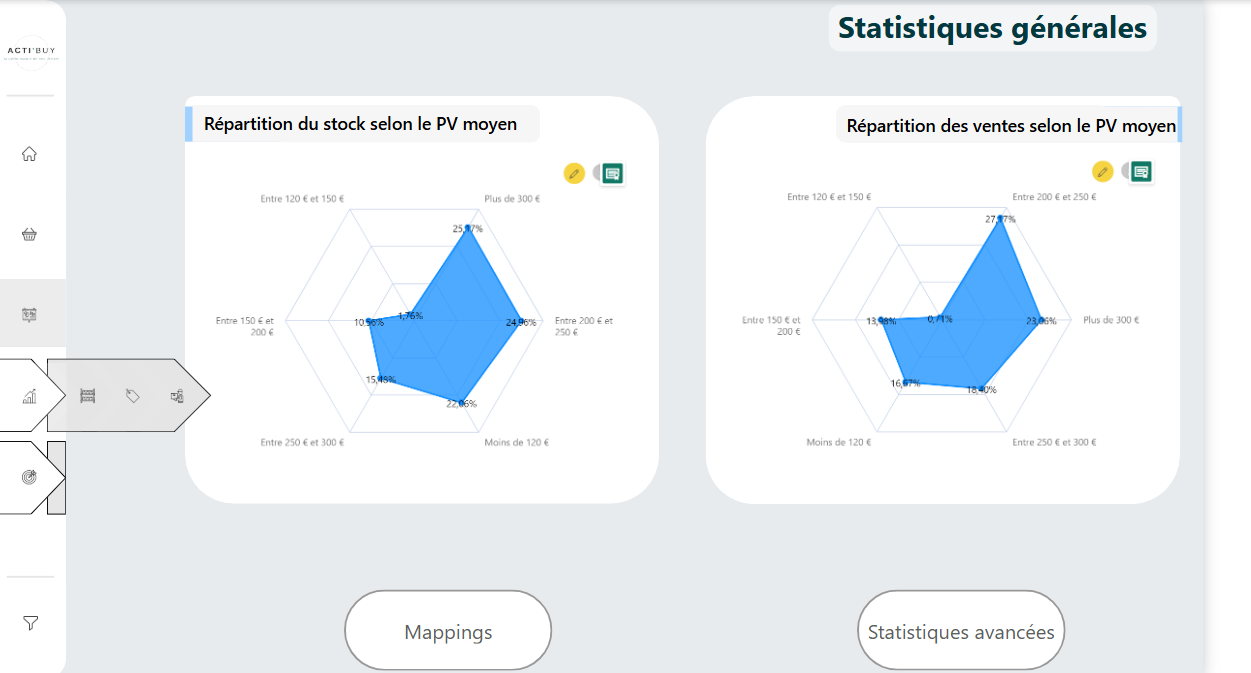 Statistiques générales
ACTI'BUY
Répartition du stock selon le PV moyen
Entre 120 € et 150 €
Plus de 300 €
25,17%
Entre 150 € et
200 €
10,56%
1,76%
24,96%
Entre 200 € et
250 €
15,48%
22,06%
Entre 250 € et 300 €
Moins de 120 €
Répartition des ventes selon le PV moyen
Entre 120 € et 150 €
Entre 200 € et 250 €
27,17%
Entre 150 € et
200 €
13,98%
0,71%
23,06%
Plus de 300 €
16,67%
18,40%
Moins de 120 €
Entre 250 € et 300 €
Mappings
Statistiques avancées